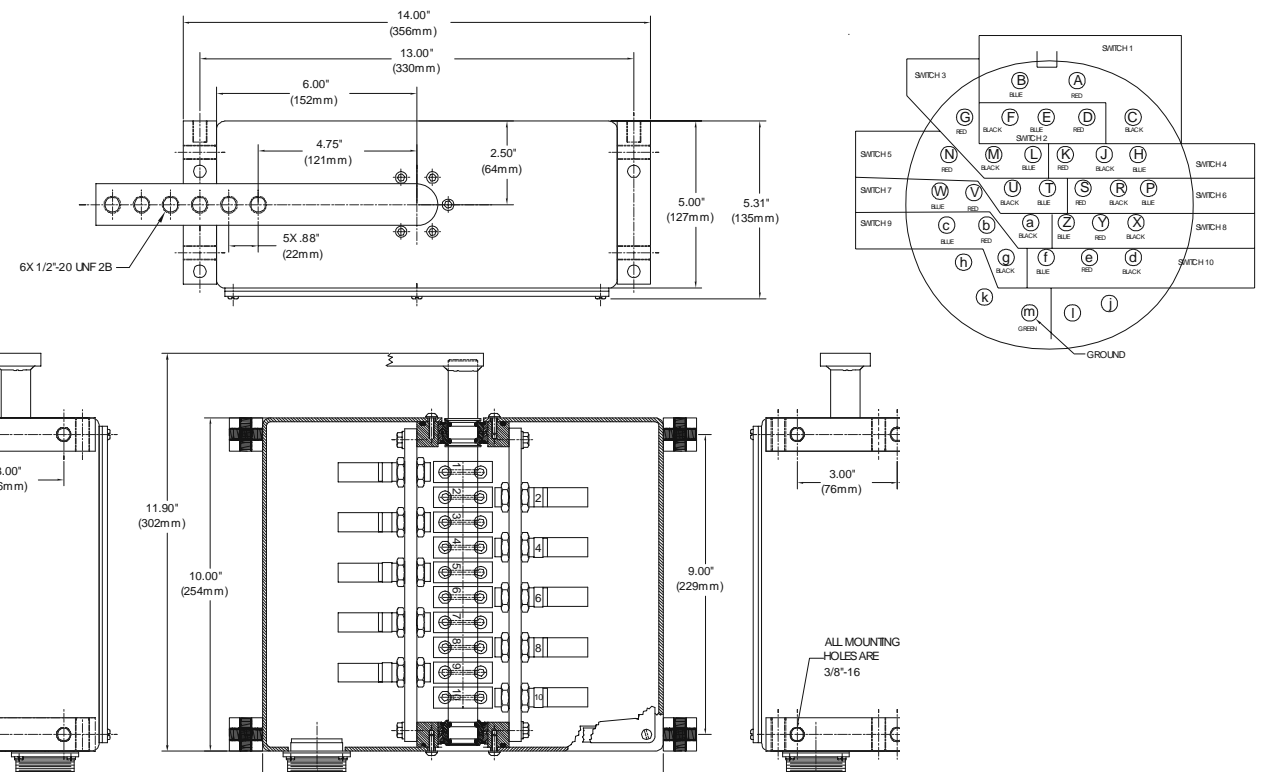 14.00"
(356mm)
13.00"
(330mm)
6.00"
(152mm)
4.75"
(121mm)
2.50"
(64mm)
5.00"
(127mm)
5.31"
(135mm)
5X .88"
(22mm)
6X 1/2"-20 UNF 2B
SWITCH 1
SWITCH 3
B
A
BLUE
RED
G
F
E
D
C
RED
BLACK
BLUE
RED
BLACK
SWITCH 2
SWITCH 5
N
M
L
K
J
H
SWITCH 4
RED
BLACK
BLUE
RED
BLACK
BLUE
SWITCH 7
W
V
U
T
S
R
P
SWITCH 6
BLUE
RED
BLACK
BLUE
RED
BLACK
BLUE
SWITCH 9
c
b
a
Z
Y
X
SWITCH 8
BLUE
RED
BLACK
BLUE
RED
BLACK
h
g
f
e
d
SWITCH 10
BLACK
BLUE
RED
BLACK
k
m
l
j
GREEN
GROUND
11.90"
(302mm)
10.00"
(254mm)
1
2
2
3
4
4
5
6
6
7
8
8
9
10
10
9.00"
(229mm)
3.00"
(76mm)
ALL MOUNTING
HOLES ARE
3/8"-16